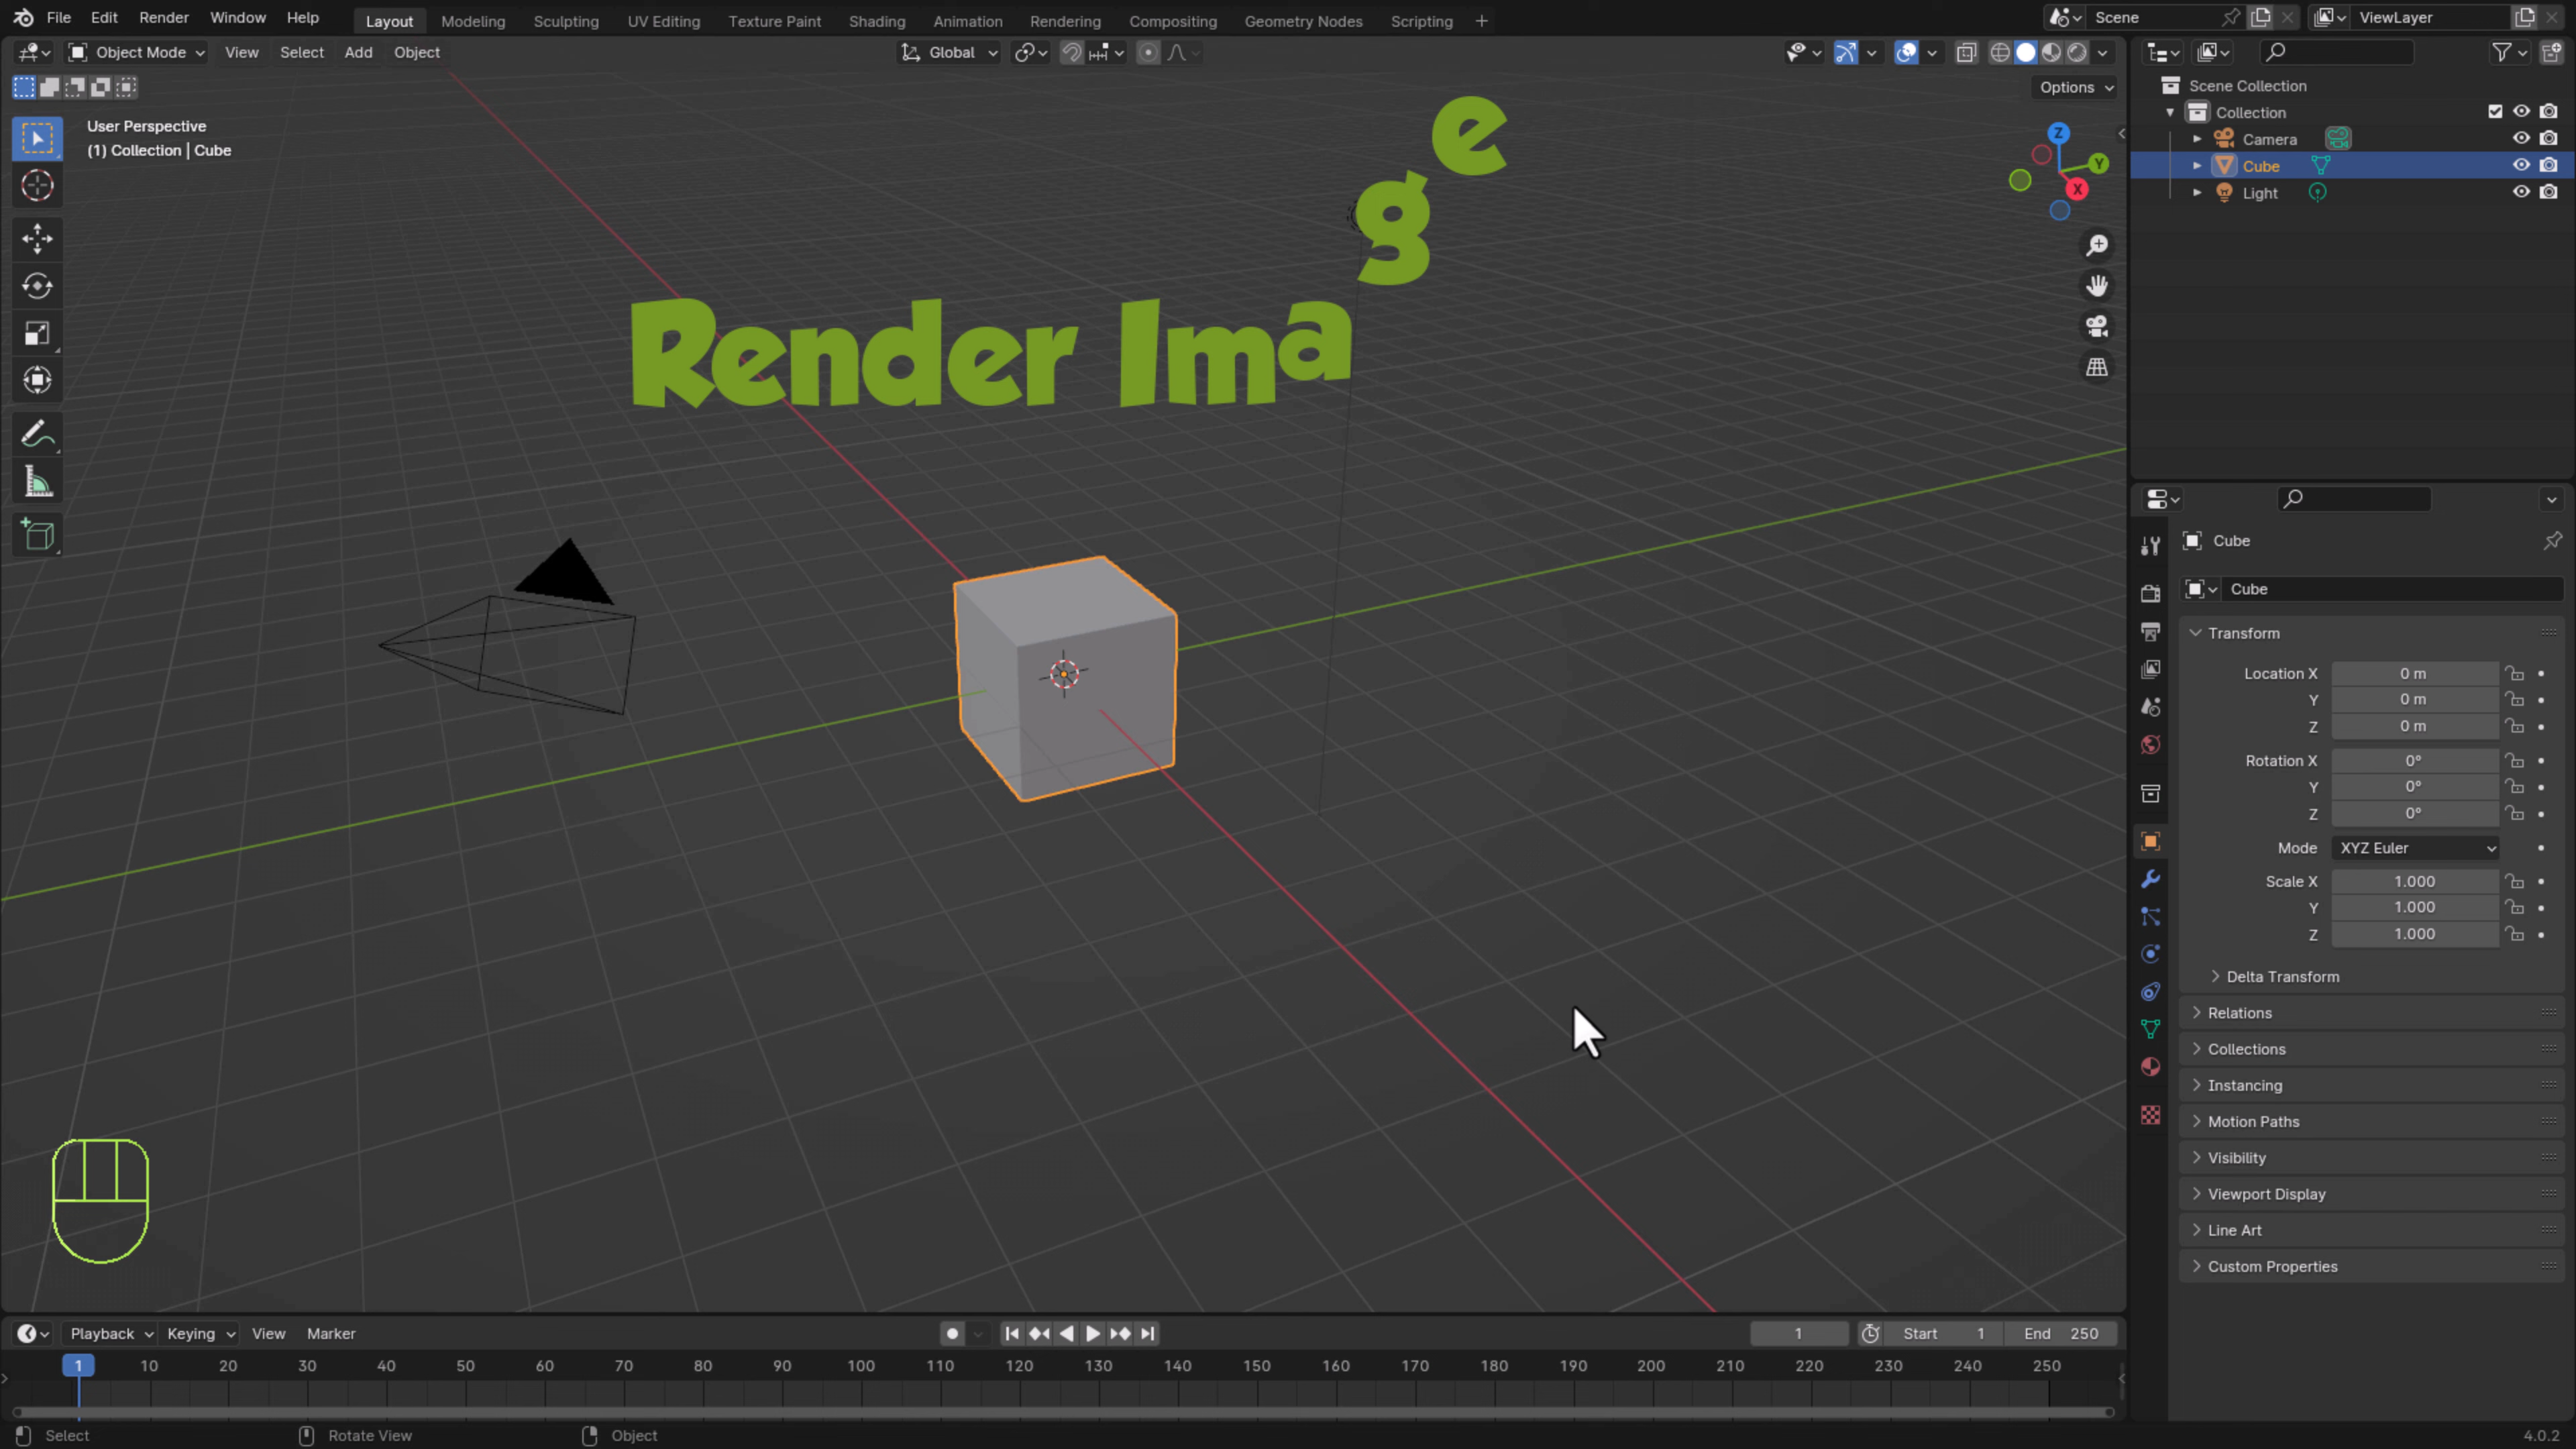 File Edit Render Window Help Layout Modeling Sculpting UV Editing Texture Paint Shading Animation Rendering Compositing Geometry Nodes Scripting + Scene ViewLayer
Object Mode View Select Add Object Global
Options
User Perspective
(1) Collection | Cube
Render Image
Z
Y
X
Scene Collection
Collection
Camera
Cube
Light
Cube
Cube
Transform
Location X 0 m
Y 0 m
Z 0 m
Rotation X 0°
Y 0°
Z 0°
Mode XYZ Euler
Scale X 1.000
Y 1.000
Z 1.000
Delta Transform
Relations
Collections
Instancing
Motion Paths
Visibility
Viewport Display
Line Art
Custom Properties
Playback Keying View Marker 1 Start 1 End 250
1 10 20 30 40 50 60 70 80 90 100 110 120 130 140 150 160 170 180 190 200 210 220 230 240 250
Select Rotate View Object 4.0.2